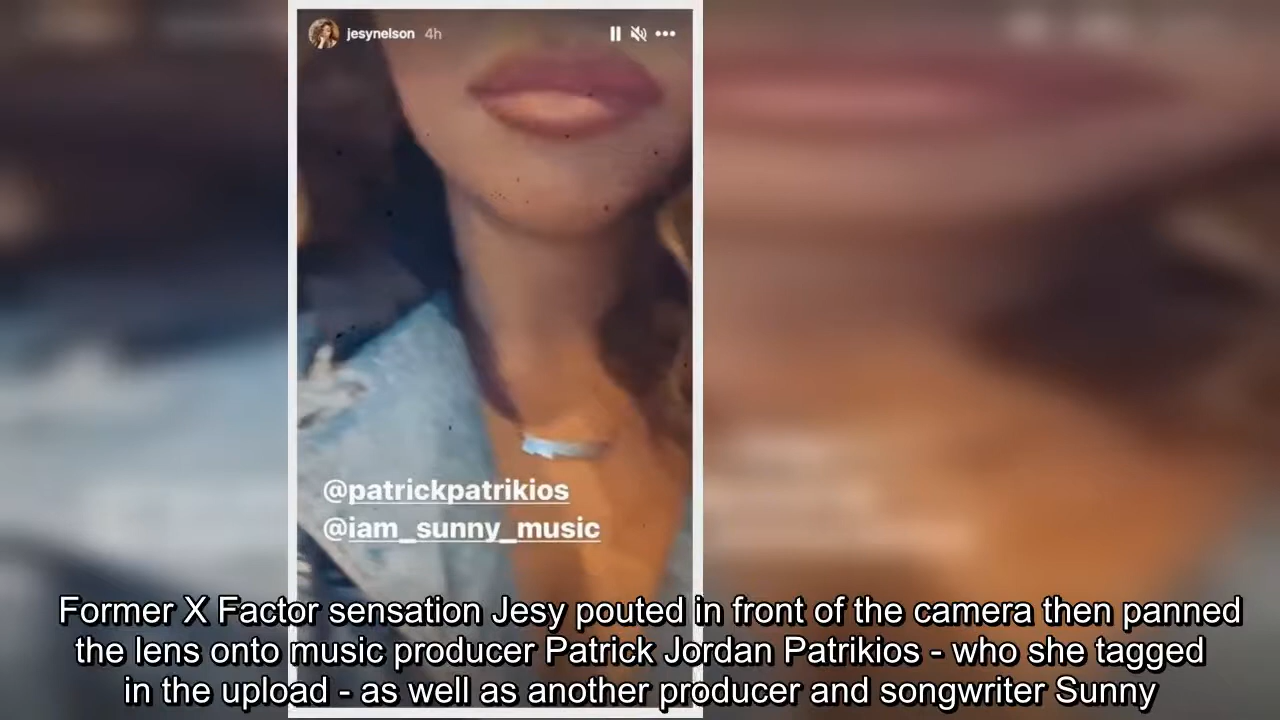 jesynelson 4h
@patrickpatrikios
@iam_sunny_music
Former X Factor sensation Jesy pouted in front of the camera then panned
the lens onto music producer Patrick Jordan Patrikios - who she tagged
in the upload - as well as another producer and songwriter Sunny